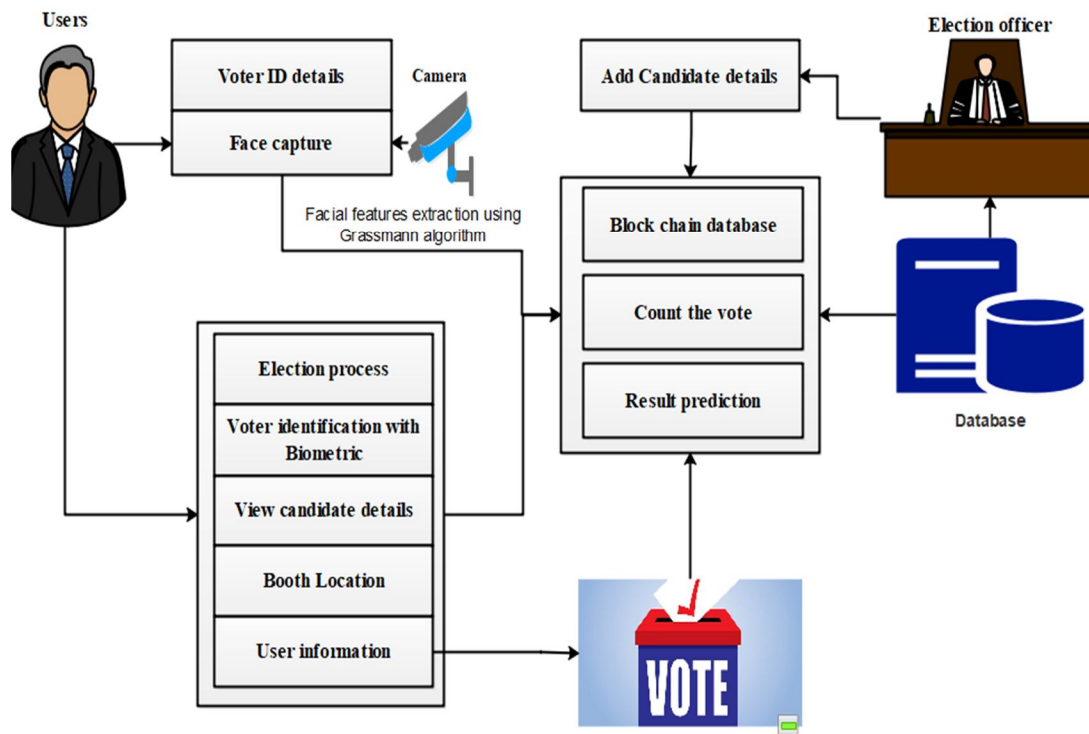 Users
Election officer
Voter ID details
Camera
Add Candidate details
Face capture
Facial features extraction using
Grassmann algorithm
Block chain database
Count the vote
Election process
Result prediction
Voter identification with
Biometric
Database
View candidate details
Booth Location
User information
VOTE